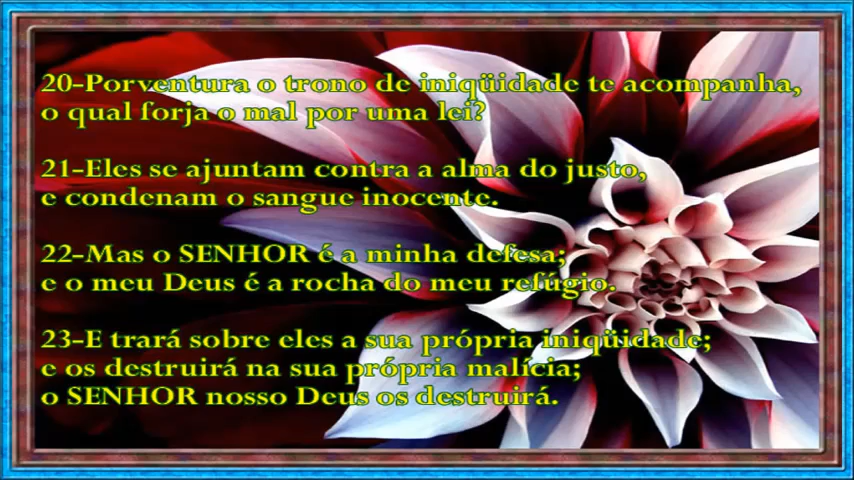 20-Porventura o trono de iniqüidade te acompanha,
o qual forja o mal por uma lei?
21-Eles se ajuntam contra a alma do justo,
e condenam o sangue inocente.
22-Mas o SENHOR é a minha defesa;
e o meu Deus é a rocha do meu refúgio.
23-E trará sobre eles a sua própria iniqüidade;
e os destruirá na sua própria malícia;
o SENHOR nosso Deus os destruirá.